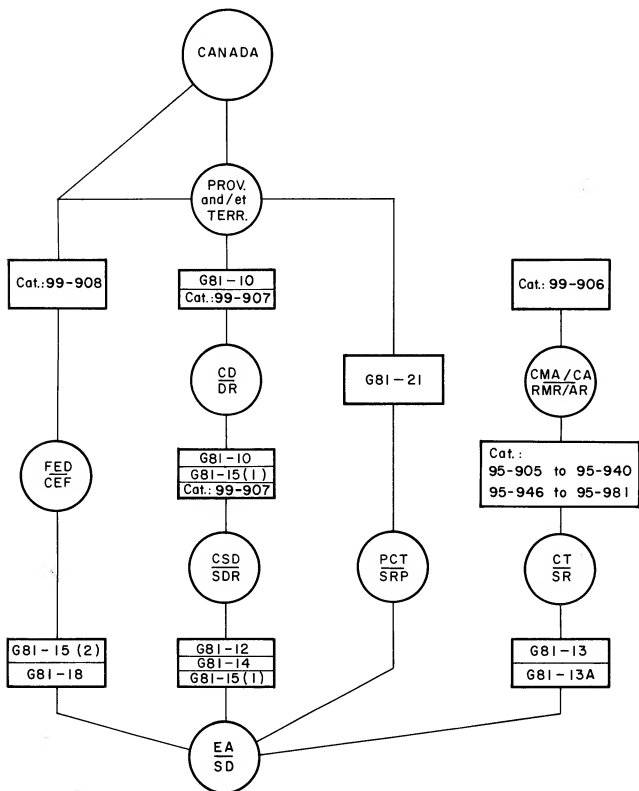 CANADA
PROV.
and/et
TERR.
Cat.:99-908
G81-10
Cat.:99-907
Cat.: 99-906
CD
DR
G81-21
CMA/CA
RMR/AR
FED
CEF
G81-10
G81-15(1)
Cat.: 99-907
Cat.:
95-905 to 95-940
95-946 to 95-981
CSD
SDR
PCT
SRP
CT
SR
G81-15 (2)
G81-18
G81-12
G81-14
G81-15(1)
G81-13
G81-13A
EA
SD